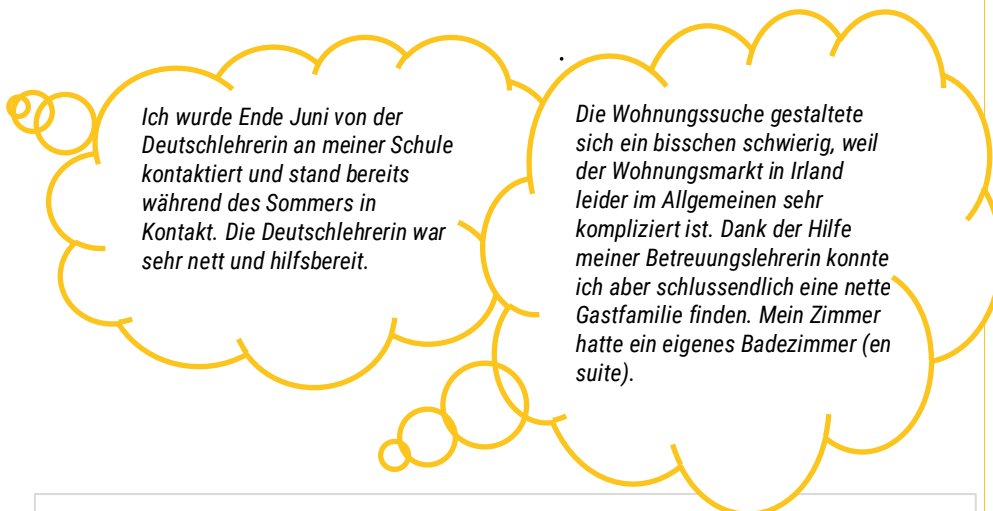 Ich wurde Ende Juni von der
Deutschlehrerin an meiner Schule
kontaktiert und stand bereits
während des Sommers in
Kontakt. Die Deutschlehrerin war
sehr nett und hilfsbereit.
.
Die Wohnungssuche gestaltete
sich ein bisschen schwierig, weil
der Wohnungsmarkt in Irland
leider im Allgemeinen sehr
kompliziert ist. Dank der Hilfe
meiner Betreuungslehrerin konnte
ich aber schlussendlich eine nette
Gastfamilie finden. Mein Zimmer
hatte ein eigenes Badezimmer (en
suite).